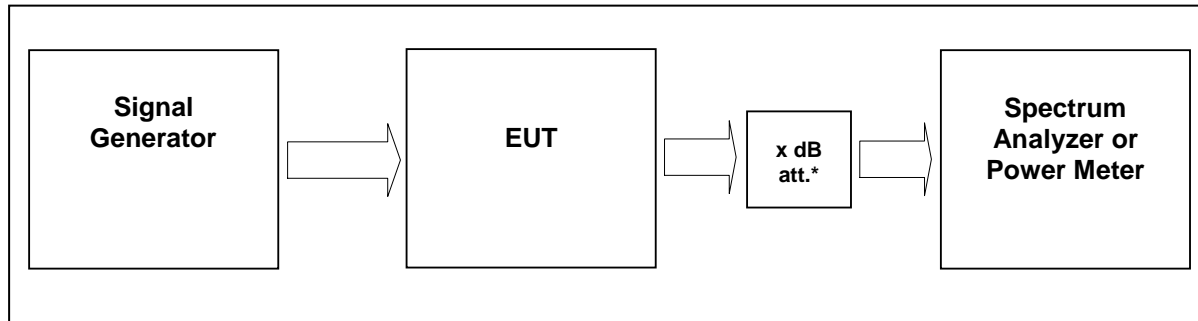 Signal
Generator
EUT
x dB
att.*
Spectrum
Analyzer or
Power Meter